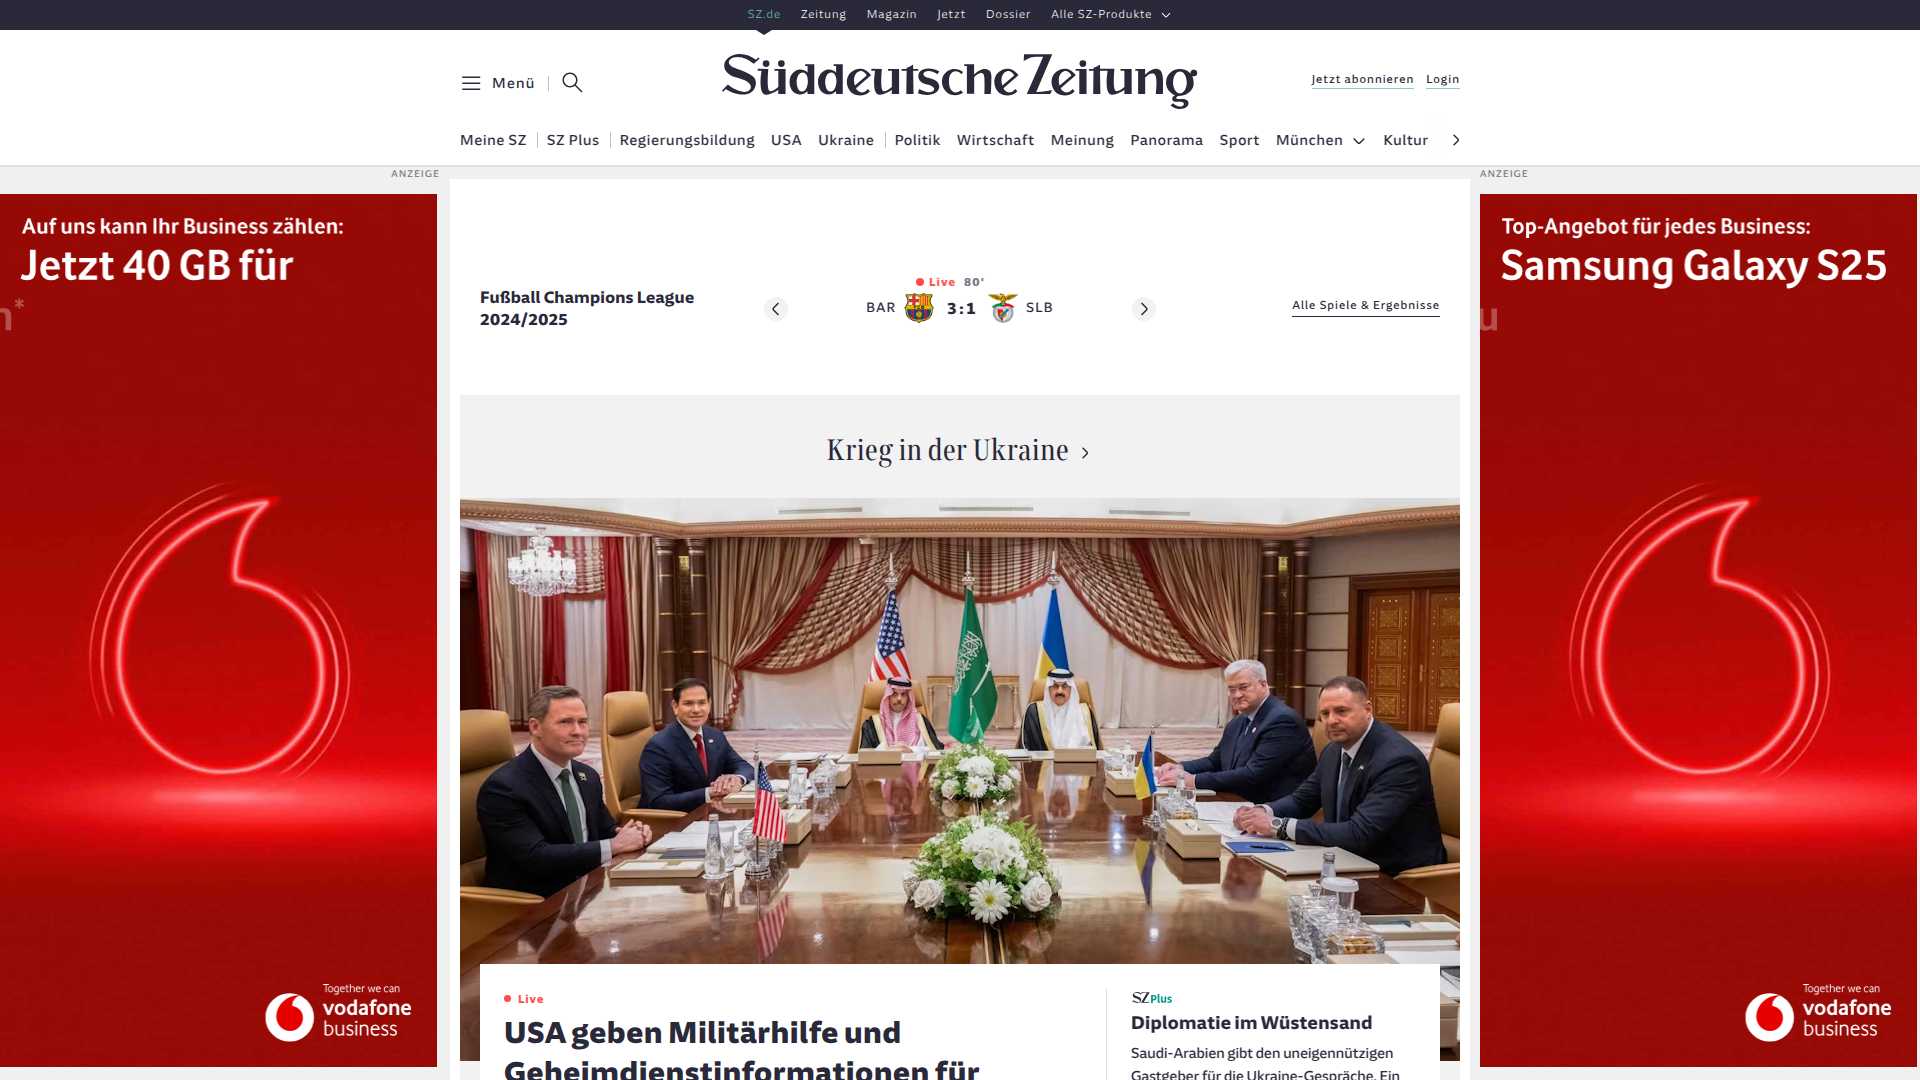 SZ.de Zeitung Magazin Jetzt Dossier Alle SZ-Produkte
Menü
Süddeutsche Zeitung
Jetzt abonnieren Login
Meine SZ SZ Plus Regierungsbildung USA Ukraine Politik Wirtschaft Meinung Panorama Sport München Kultur
ANZEIGE
Auf uns kann Ihr Business zählen:
Jetzt 40 GB für
n*
Together we can
vodafone
business
Fußball Champions League
2024/2025
Live 80'
BAR 3:1 SLB
Alle Spiele & Ergebnisse
Krieg in der Ukraine
Live
USA geben Militärhilfe und
Geheimdienstinformationen für
SZ Plus
Diplomatie im Wüstensand
Saudi-Arabien gibt den uneigennützigen
Gastgeber für die Ukraine-Gespräche. Ein
ANZEIGE
Top-Angebot für jedes Business:
Samsung Galaxy S25
u
Together we can
vodafone
business